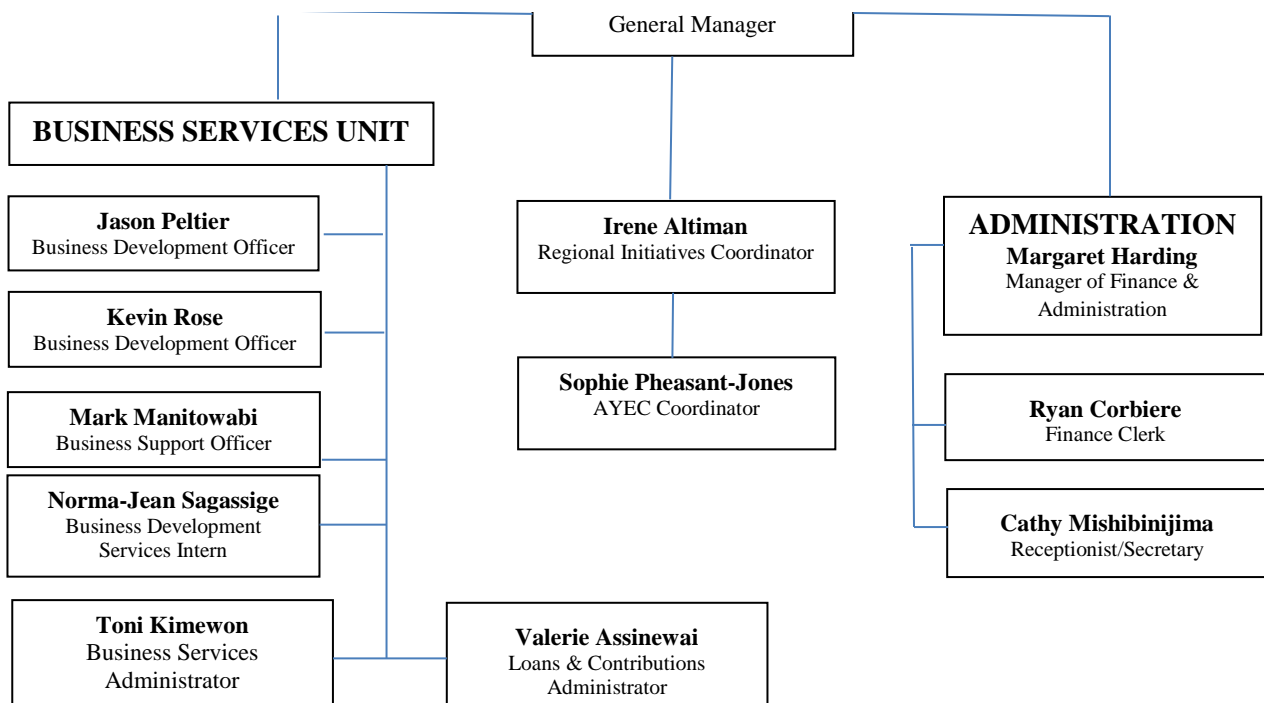 General Manager
BUSINESS SERVICES UNIT
Jason Peltier
Business Development Officer
Kevin Rose
Business Development Officer
Mark Manitowabi
Business Support Officer
Norma-Jean Sagassige
Business Development
Services Intern
Toni Kimewon
Business Services
Administrator
Valerie Assinewai
Loans & Contributions
Administrator
Irene Altiman
Regional Initiatives Coordinator
Sophie Pheasant-Jones
AYEC Coordinator
ADMINISTRATION
Margaret Harding
Manager of Finance &
Administration
Ryan Corbiere
Finance Clerk
Cathy Mishibinijima
Receptionist/Secretary